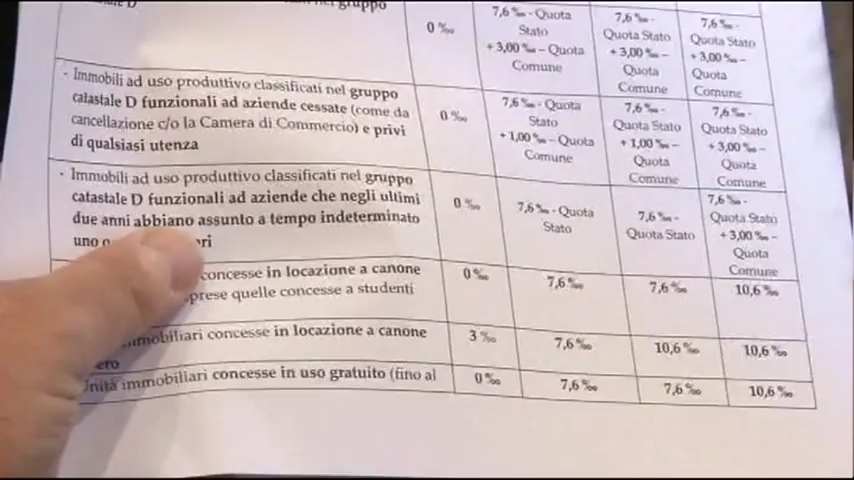 gruppo
0 ‰
7,6 ‰ - Quota
Stato
+ 3,00 ‰ – Quota
Comune
7,6 ‰ -
Quota Stato
+ 3,00 ‰ –
Quota
Comune
7,6 ‰ -
Quota Stato
+ 3,00 ‰ –
Quota
Comune
- Immobili ad uso produttivo classificati nel gruppo
catastale D funzionali ad aziende cessate (come da
cancellazione c/o la Camera di Commercio) e privi
di qualsiasi utenza
0 ‰
7,6 ‰ - Quota
Stato
+ 1,00 ‰ – Quota
Comune
7,6 ‰ -
Quota Stato
+ 1,00 ‰ –
Quota
Comune
7,6 ‰ -
Quota Stato
+ 3,00 ‰ –
Quota
Comune
- Immobili ad uso produttivo classificati nel gruppo
catastale D funzionali ad aziende che negli ultimi
due anni abbiano assunto a tempo indeterminato
uno
0 ‰
7,6 ‰ - Quota
Stato
7,6 ‰ -
Quota Stato
7,6 ‰ -
Quota Stato
+ 3,00 ‰ –
Quota
Comune
concesse in locazione a canone
quelle concesse a studenti
0 ‰
7,6 ‰
7,6 ‰
10,6 ‰
immobiliari concesse in locazione a canone
3 ‰
7,6 ‰
10,6 ‰
10,6 ‰
Unità immobiliari concesse in uso gratuito (fino al
0 ‰
7,6 ‰
7,6 ‰
10,6 ‰